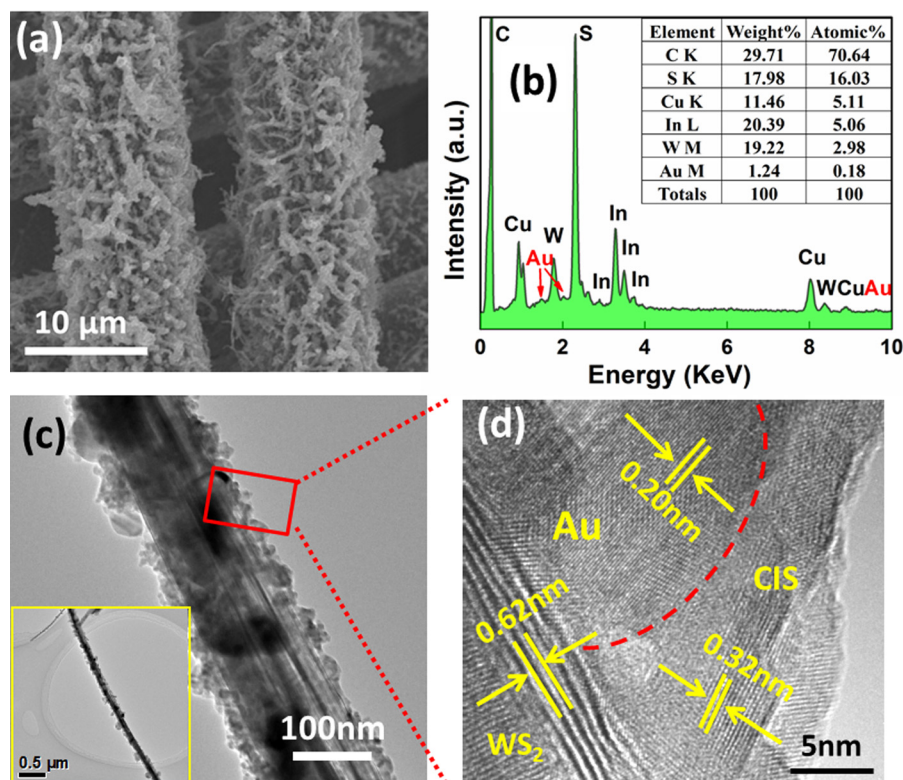 (a)
10 μm
(b)
Intensity (a.u.)
Element Weight% Atomic%
C K 29.71 70.64
S K 17.98 16.03
Cu K 11.46 5.11
In L 20.39 5.06
W M 19.22 2.98
Au M 1.24 0.18
Totals 100 100
C
S
Cu
Au
W
In
In
In
In
Cu
W
Cu
Au
0 2 4 6 8 10
Energy (KeV)
(c)
0.5 μm
100nm
(d)
0.20nm
Au
CIS
0.62nm
0.32nm
WS2
5nm